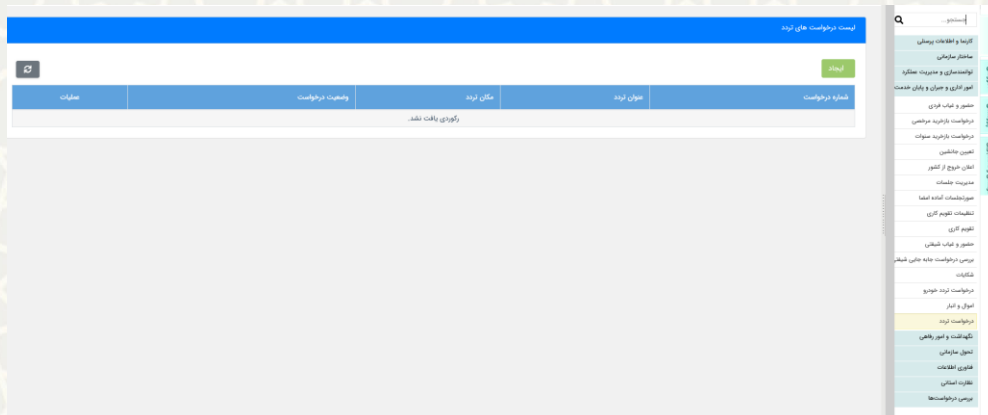 لیست درخواست های تردد
ایجاد
شماره درخواست	عنوان تردد	مکان تردد	وضعیت درخواست	عملیات
رکوردی یافت نشد.
جستجو...
کارنما و اطلاعات پرسنلی
ساختار سازمانی
توانمندسازی و مدیریت عملکرد
امور اداری و جبران و پایان خدمت
حضور و غیاب فردی
درخواست بازخرید مرخصی
درخواست بازخرید سنوات
تعیین جانشین
اعلان خروج از کشور
مدیریت جلسات
صورتجلسات آماده امضا
تنظیمات تقویم کاری
تقویم کاری
حضور و غیاب شیفتی
بررسی درخواست جابه جایی شیفتی
شکایات
درخواست تردد خودرو
اموال و انبار
درخواست تردد
نگهداشت و امور رفاهی
تحول سازمانی
فناوری اطلاعات
نظارت استانی
بررسی درخواست‌ها